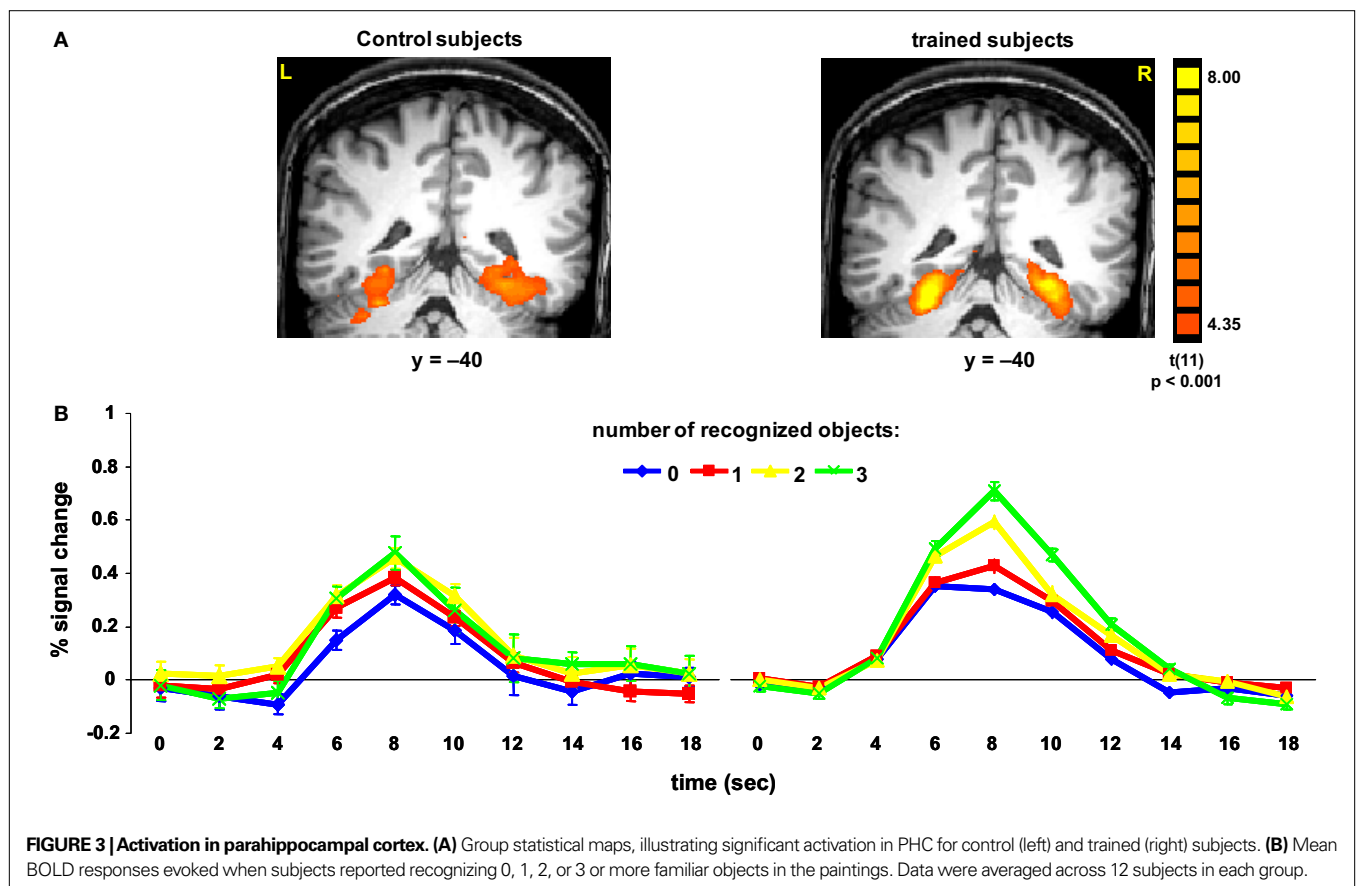 A
Control subjects
trained subjects
L
R
8.00
4.35
y = –40
y = –40
t(11)
p < 0.001
B
number of recognized objects:
0 1 2 3
% signal change
1
0.8
0.6
0.4
0.2
0
-0.2
0 2 4 6 8 10 12 14 16 18 0 2 4 6 8 10 12 14 16 18
time (sec)
FIGURE 3 | Activation in parahippocampal cortex. (A) Group statistical maps, illustrating significant activation in PHC for control (left) and trained (right) subjects. (B) Mean
BOLD responses evoked when subjects reported recognizing 0, 1, 2, or 3 or more familiar objects in the paintings. Data were averaged across 12 subjects in each group.